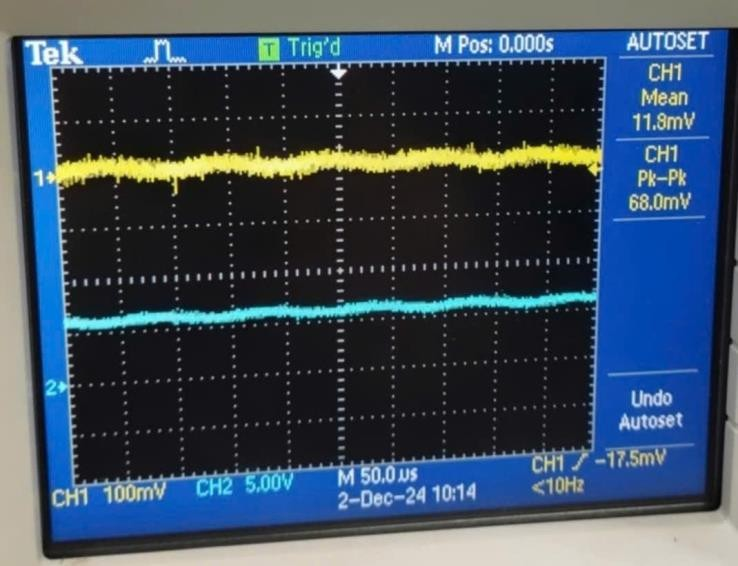 Tek
T Trig'd
M Pos: 0.000s
AUTOSET
CH1
Mean
11.8mV
CH1
Pk-Pk
68.0mV
1
2
Undo
Autoset
CH1 100mV
CH2 5.00V
M 50.0µs
CH1 -17.5mV
2-Dec-24 10:14
<10Hz